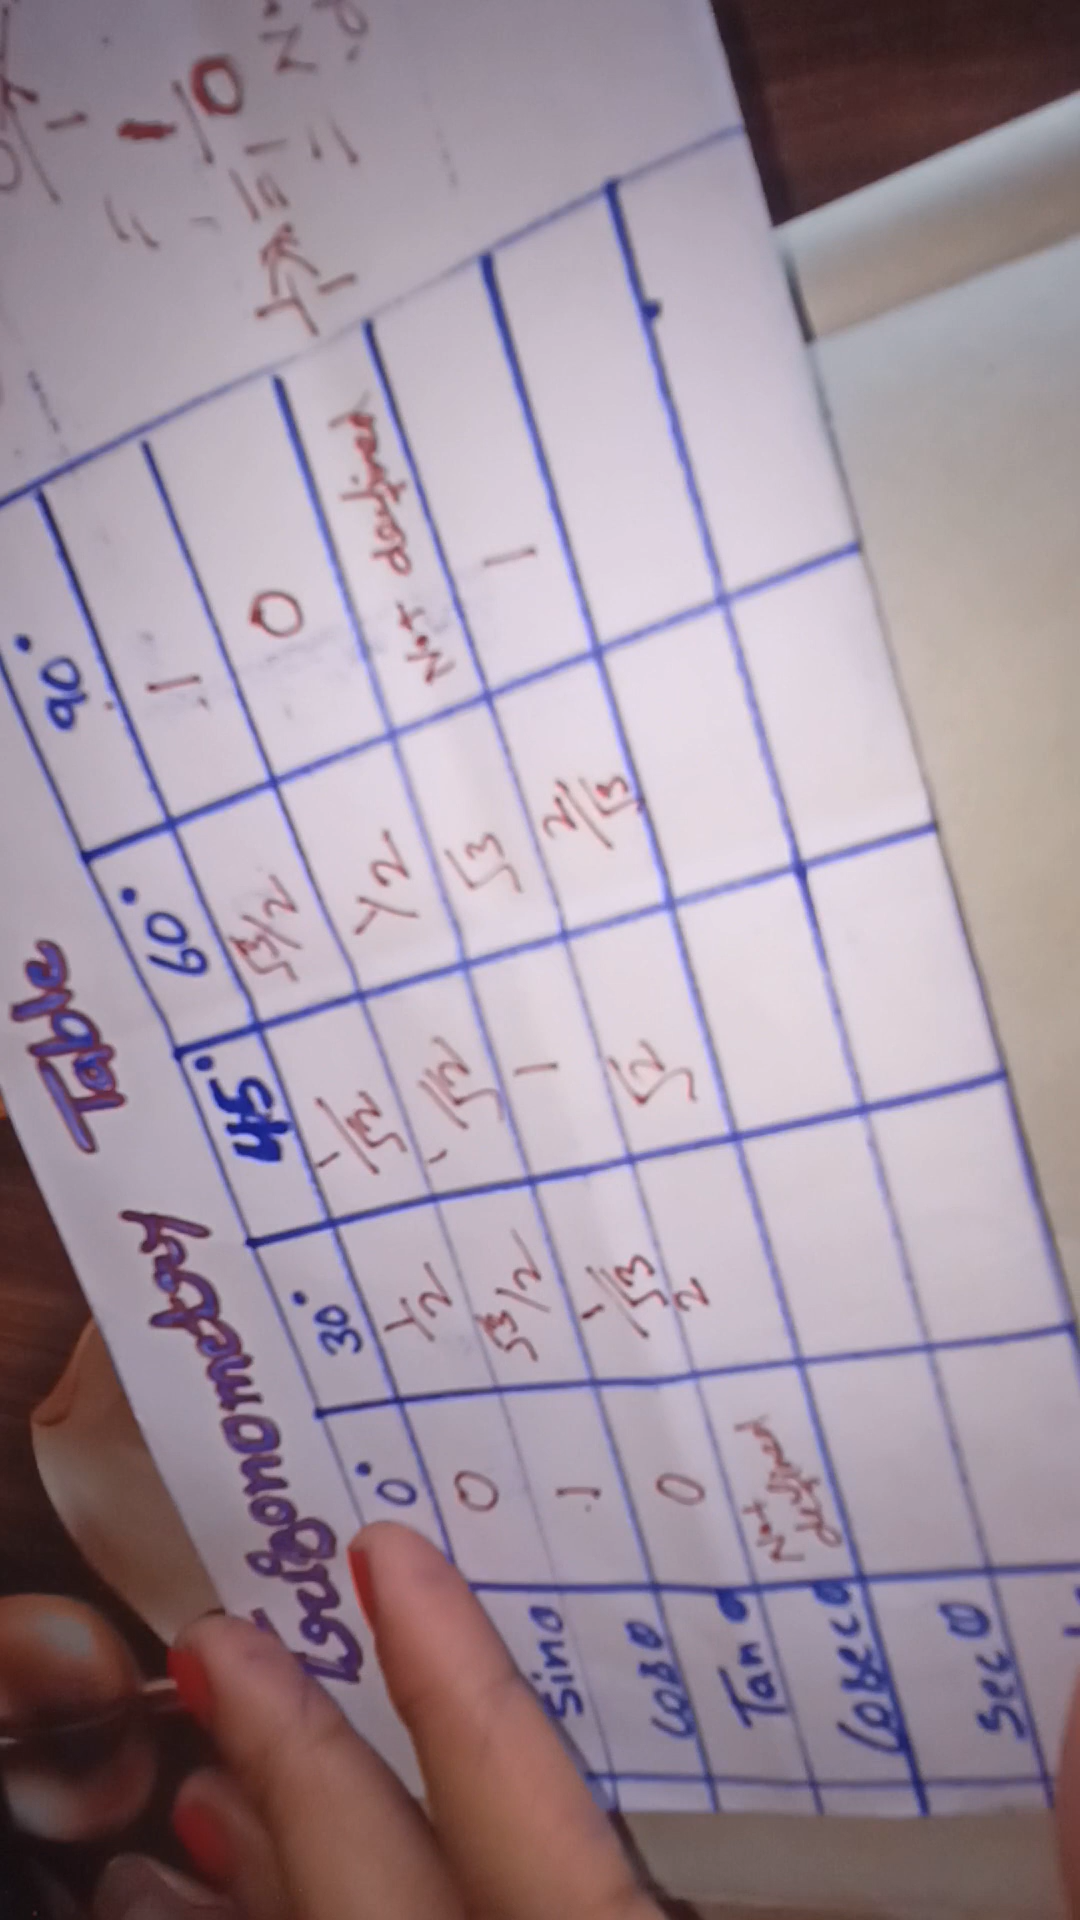 Trigonometry Table
0° 30° 45° 60° 90°
Sinθ 0 1/2 1/√2 √3/2 1
Cosθ 1 √3/2 1/√2 1/2 0
Tanθ 0 1/√3 1 √3 Not defined
Cosecθ Not defined 2 √2 2/√3 1
Secθ